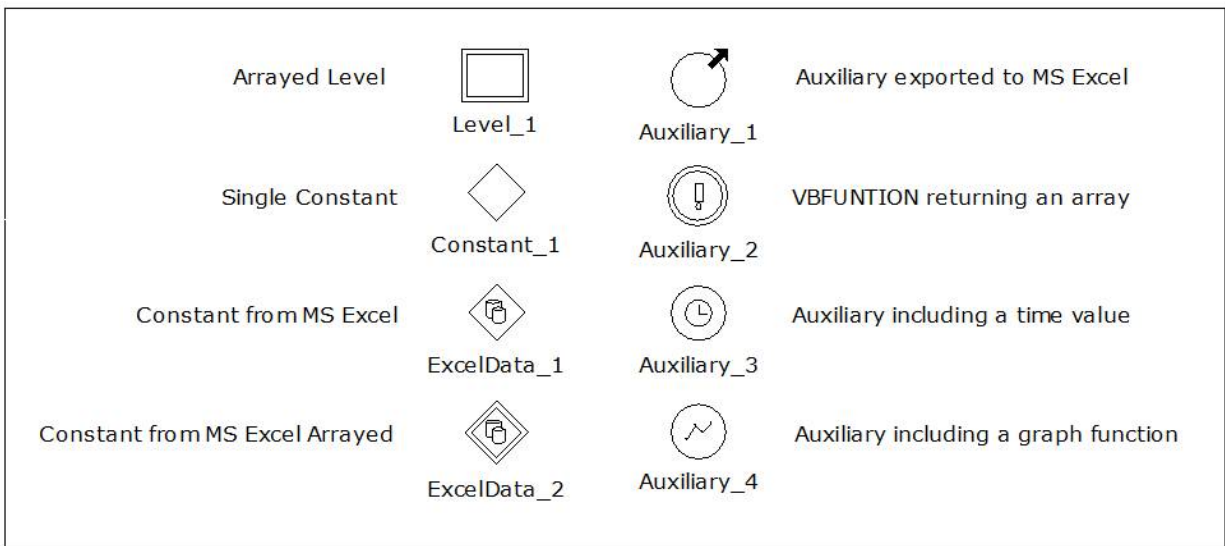 Arrayed Level
Level_1
Auxiliary_1
Auxiliary exported to MS Excel
Single Constant
Constant_1
Auxiliary_2
VBFUNTION returning an array
Constant from MS Excel
ExcelData_1
Auxiliary_3
Auxiliary including a time value
Constant from MS Excel Arrayed
ExcelData_2
Auxiliary_4
Auxiliary including a graph function